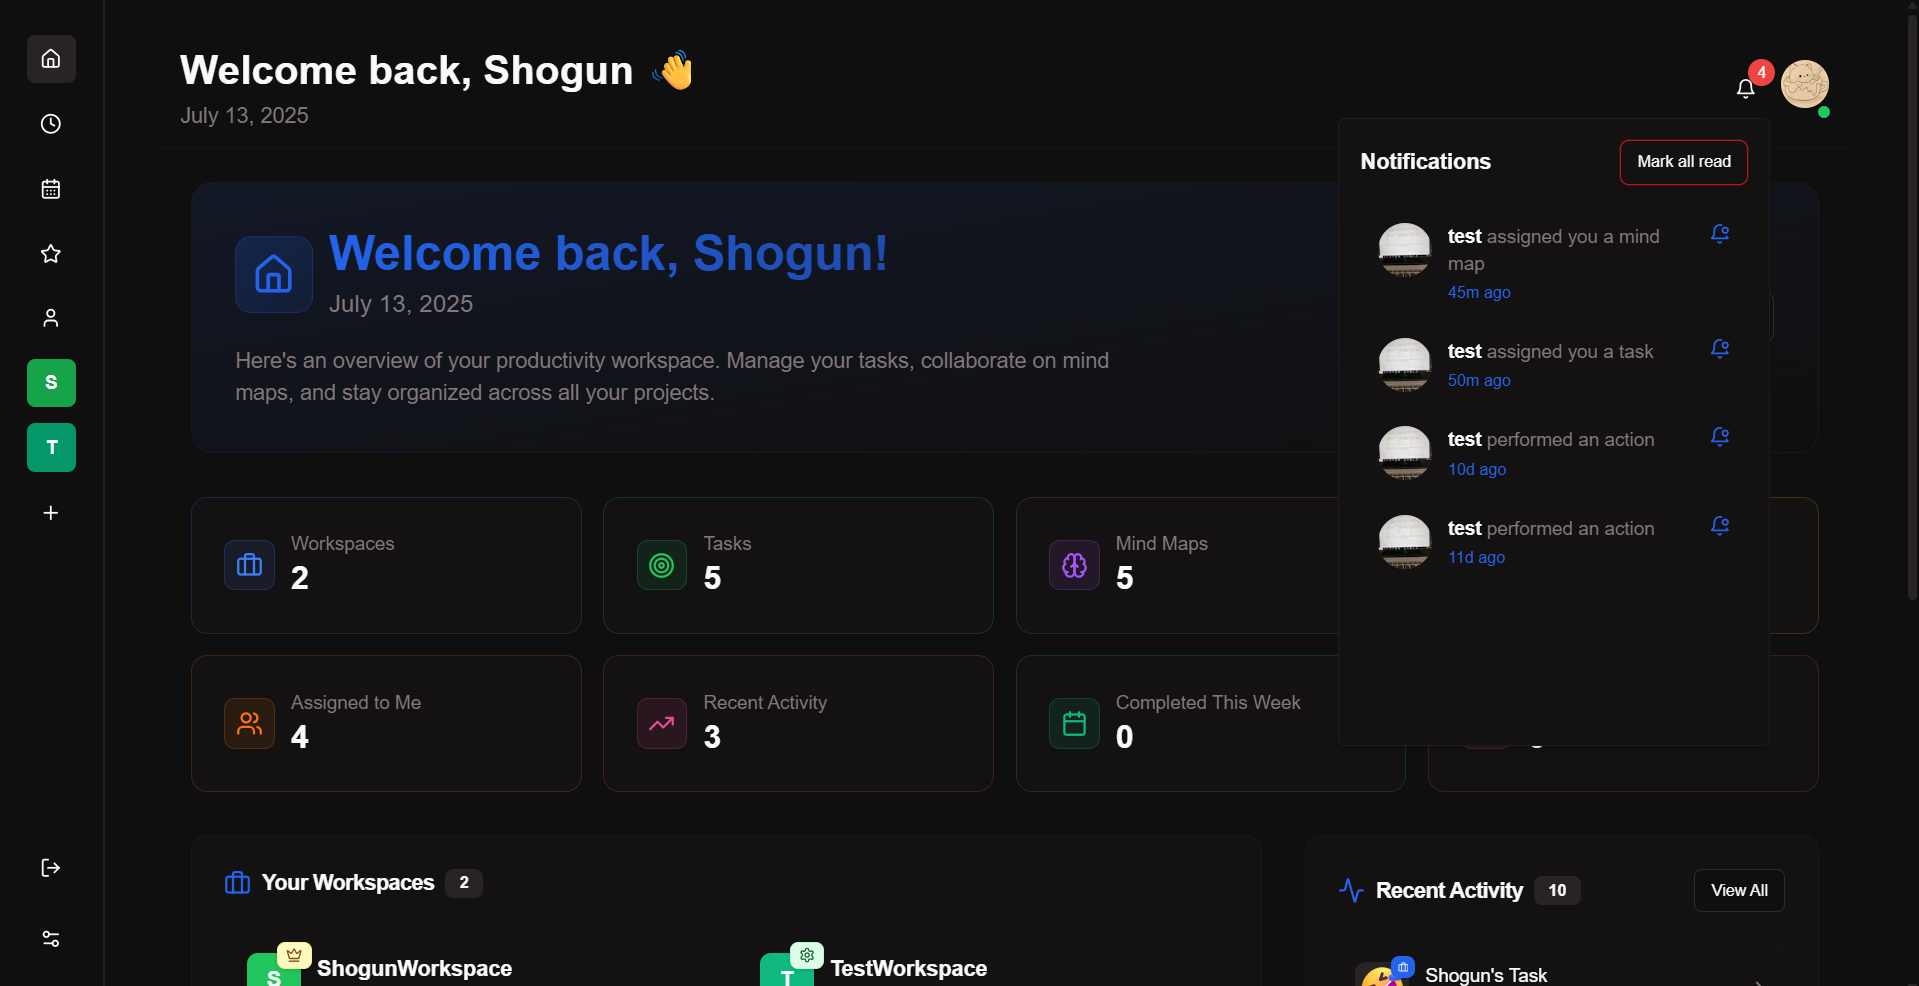 Welcome back, Shogun 👋
July 13, 2025
4
Notifications
Mark all read
test assigned you a mind
map
45m ago
test assigned you a task
50m ago
test performed an action
10d ago
test performed an action
11d ago
S
T
Welcome back, Shogun!
July 13, 2025
Here's an overview of your productivity workspace. Manage your tasks, collaborate on mind
maps, and stay organized across all your projects.
Workspaces
2
Tasks
5
Mind Maps
5
Assigned to Me
4
Recent Activity
3
Completed This Week
0
Your Workspaces 2
S
ShogunWorkspace
T
TestWorkspace
Recent Activity 10
View All
Shogun's Task